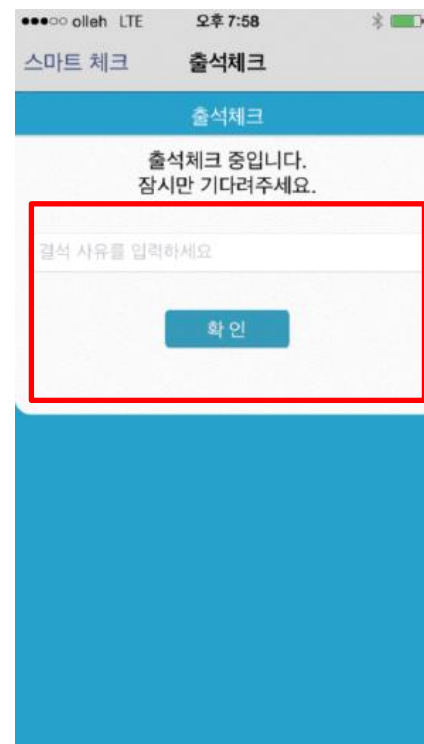 olleh LTE 오후 7:58
스마트 체크 출석체크
출석체크
출석체크 중입니다.
잠시만 기다려주세요.
결석 사유를 입력하세요
확 인